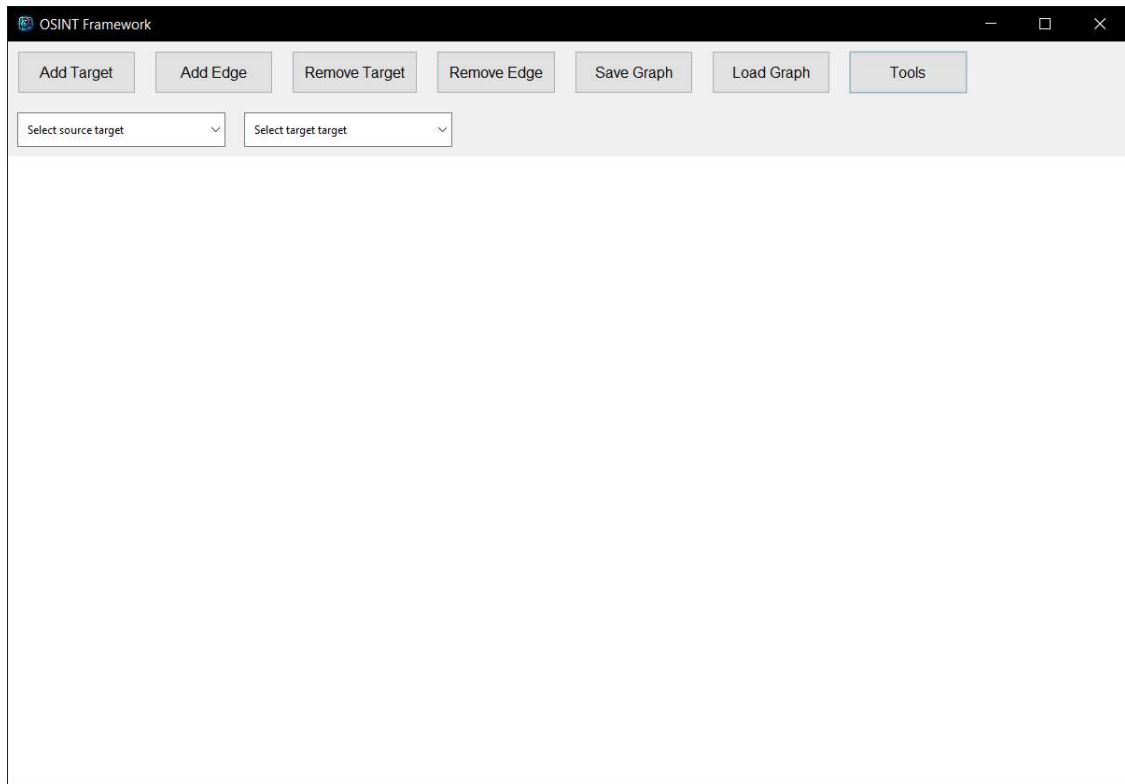 OSINT Framework
Add Target Add Edge Remove Target Remove Edge Save Graph Load Graph Tools
Select source target Select target target